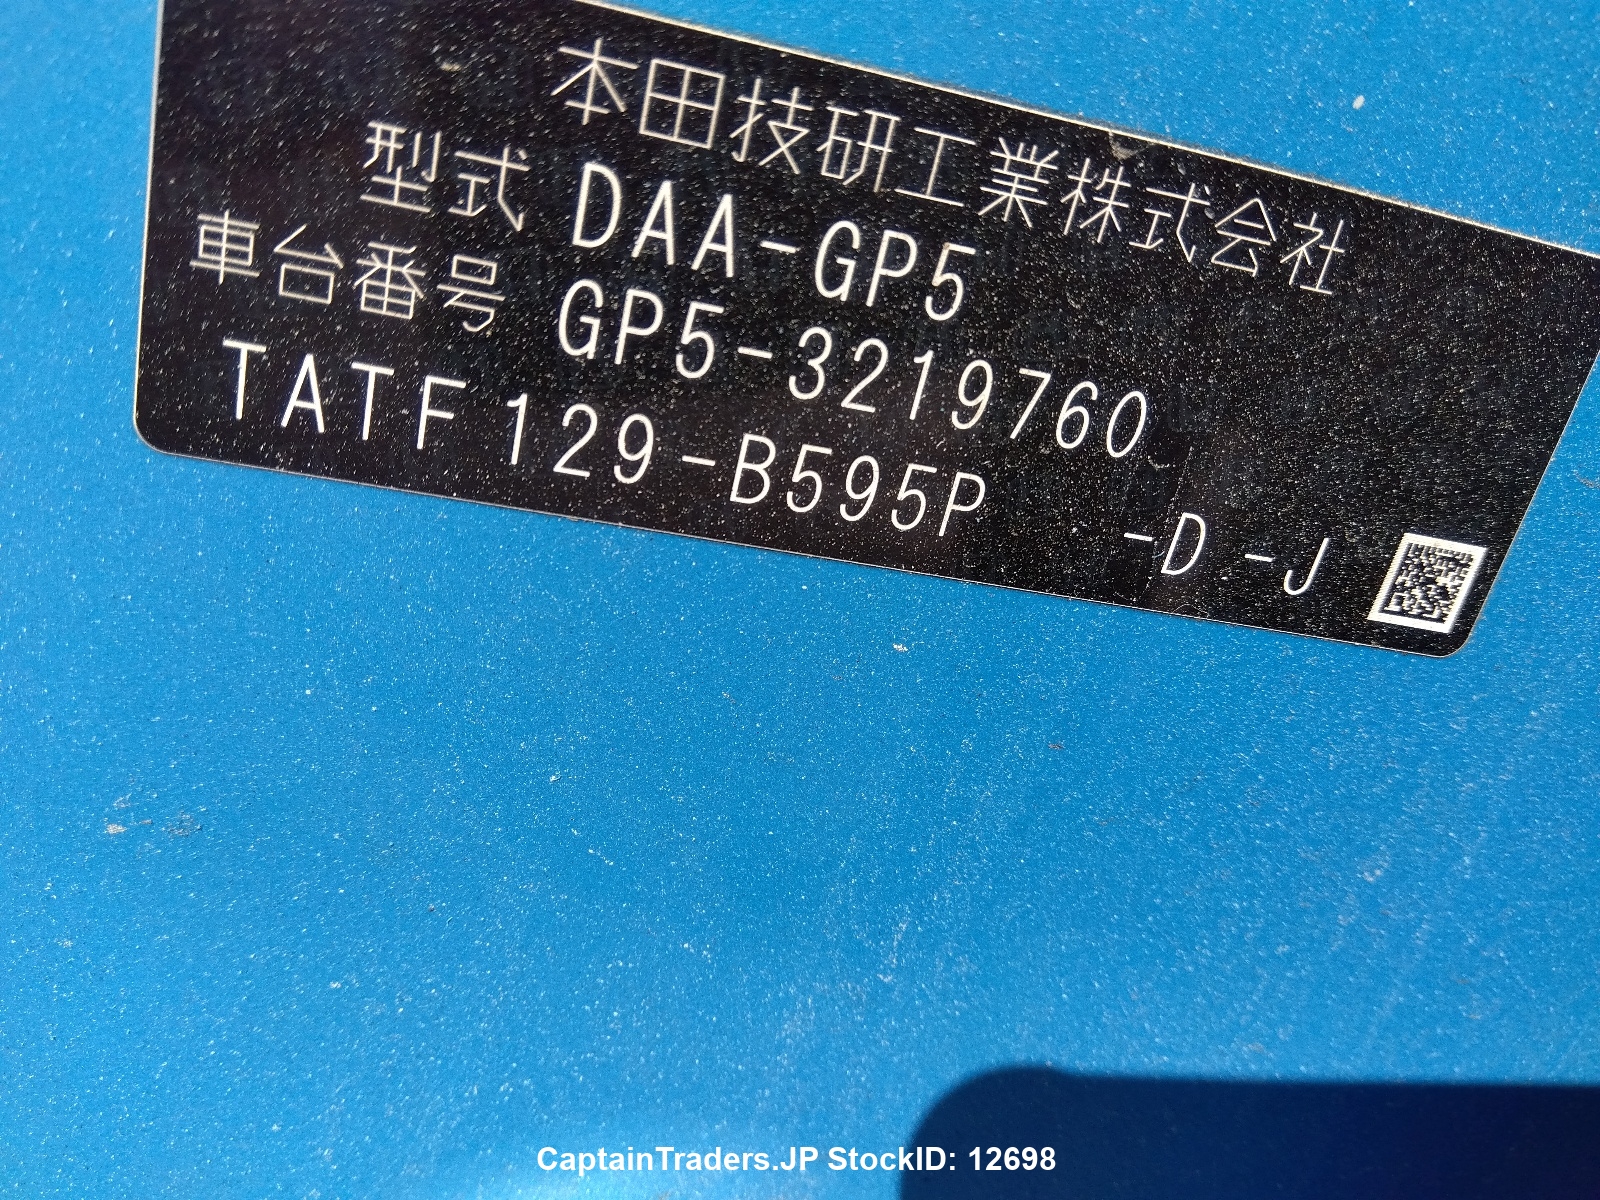 本田技研工業株式会社
型式 DAA-GP5
車台番号 GP5-3219760
TATF129-B595P -D -J
CaptainTraders.JP StockID: 12698